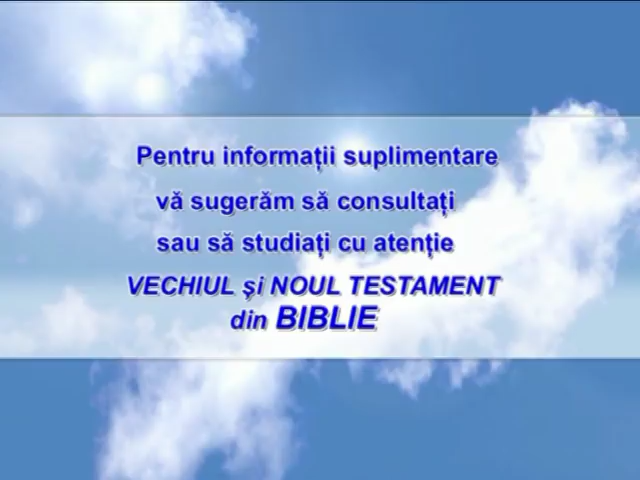 Pentru informații suplimentare
vă sugerăm să consultați
sau să studiați cu atenție
VECHIUL și NOUL TESTAMENT
din BIBLIE